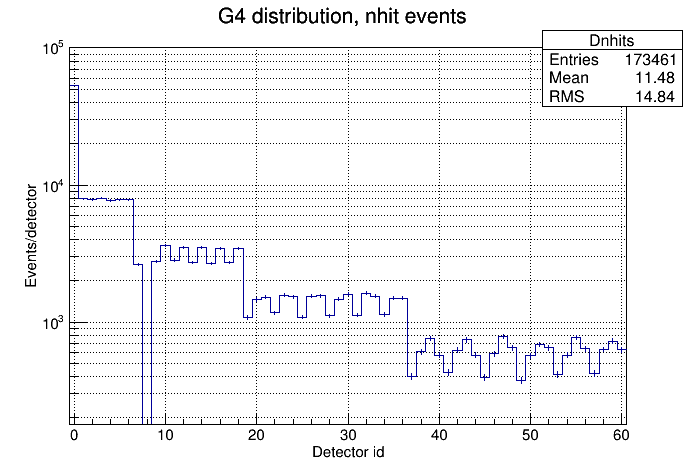 G4 distribution, nhit events
Dnhits
Entries 173461
Mean 11.48
RMS 14.84
Events/detector
10^5
10^4
10^3
0 10 20 30 40 50 60
Detector id